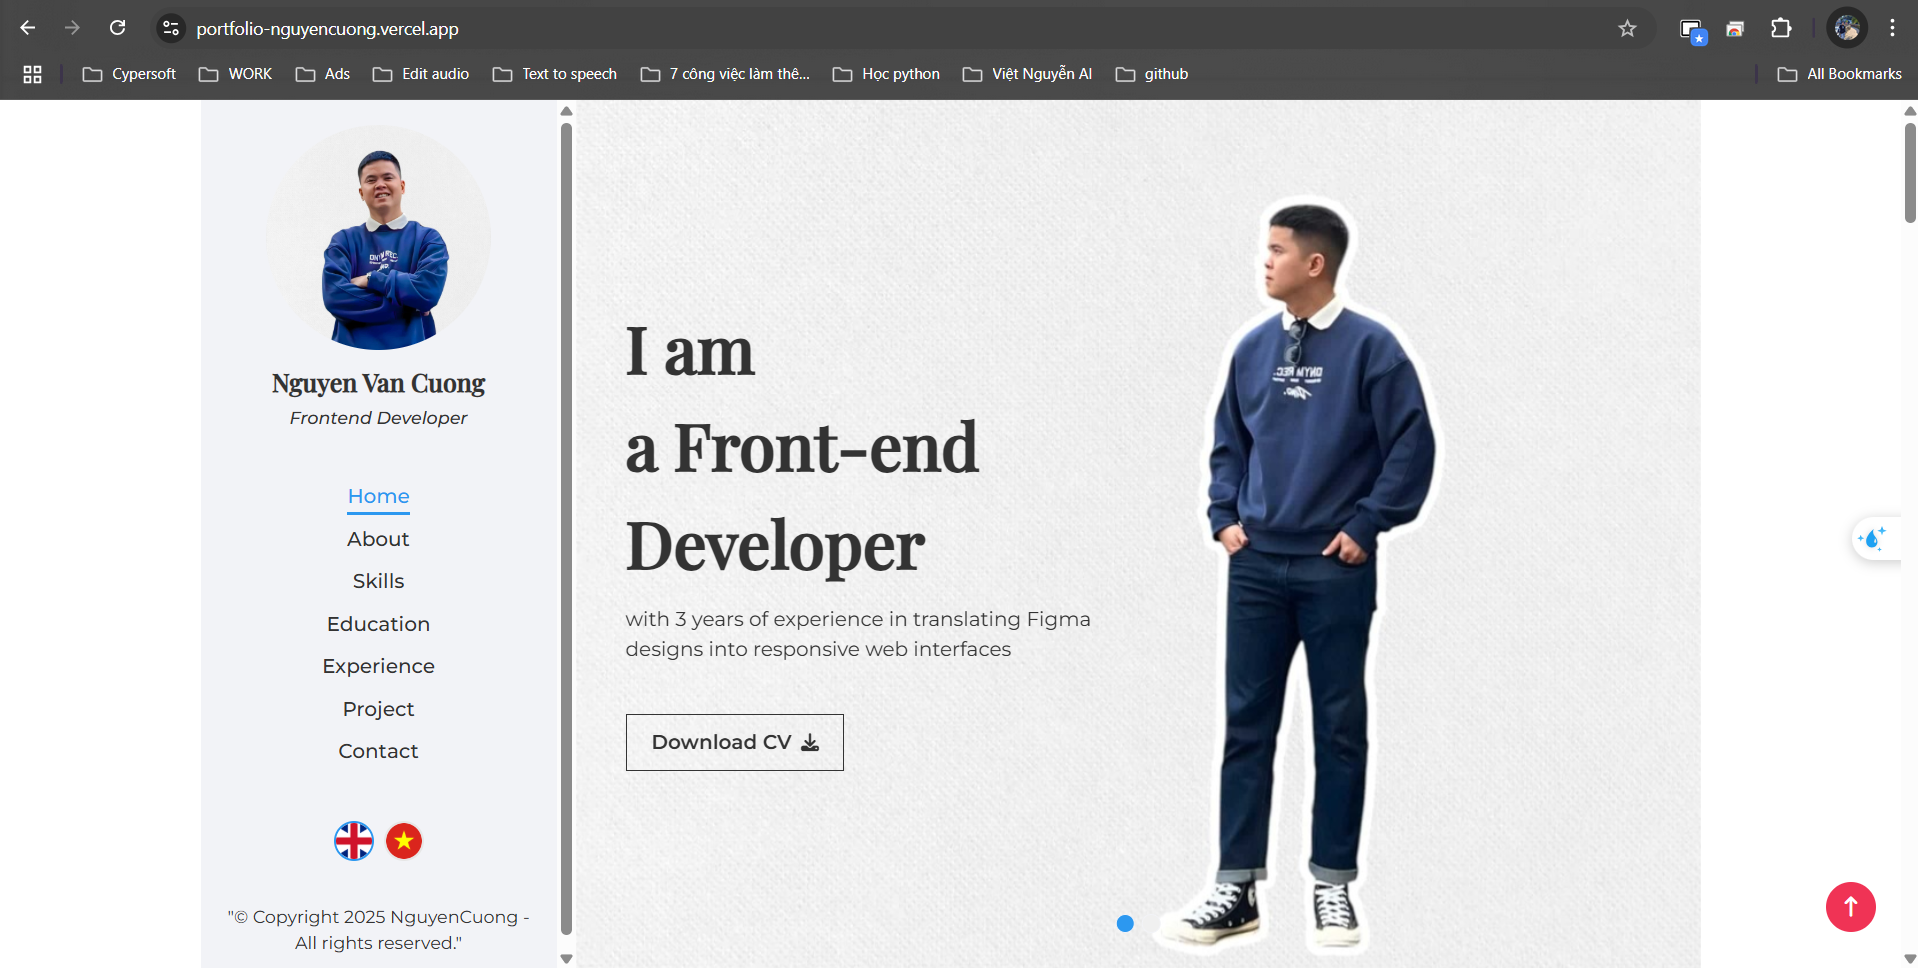 portfolio-nguyencuong.vercel.app
Cypersoft
WORK
Ads
Edit audio
Text to speech
7 công việc làm thê...
Học python
Việt Nguyễn AI
github
All Bookmarks
Nguyen Van Cuong
Frontend Developer
Home
About
Skills
Education
Experience
Project
Contact
"© Copyright 2025 NguyenCuong -
All rights reserved."
I am
a Front-end
Developer
with 3 years of experience in translating Figma
designs into responsive web interfaces
Download CV